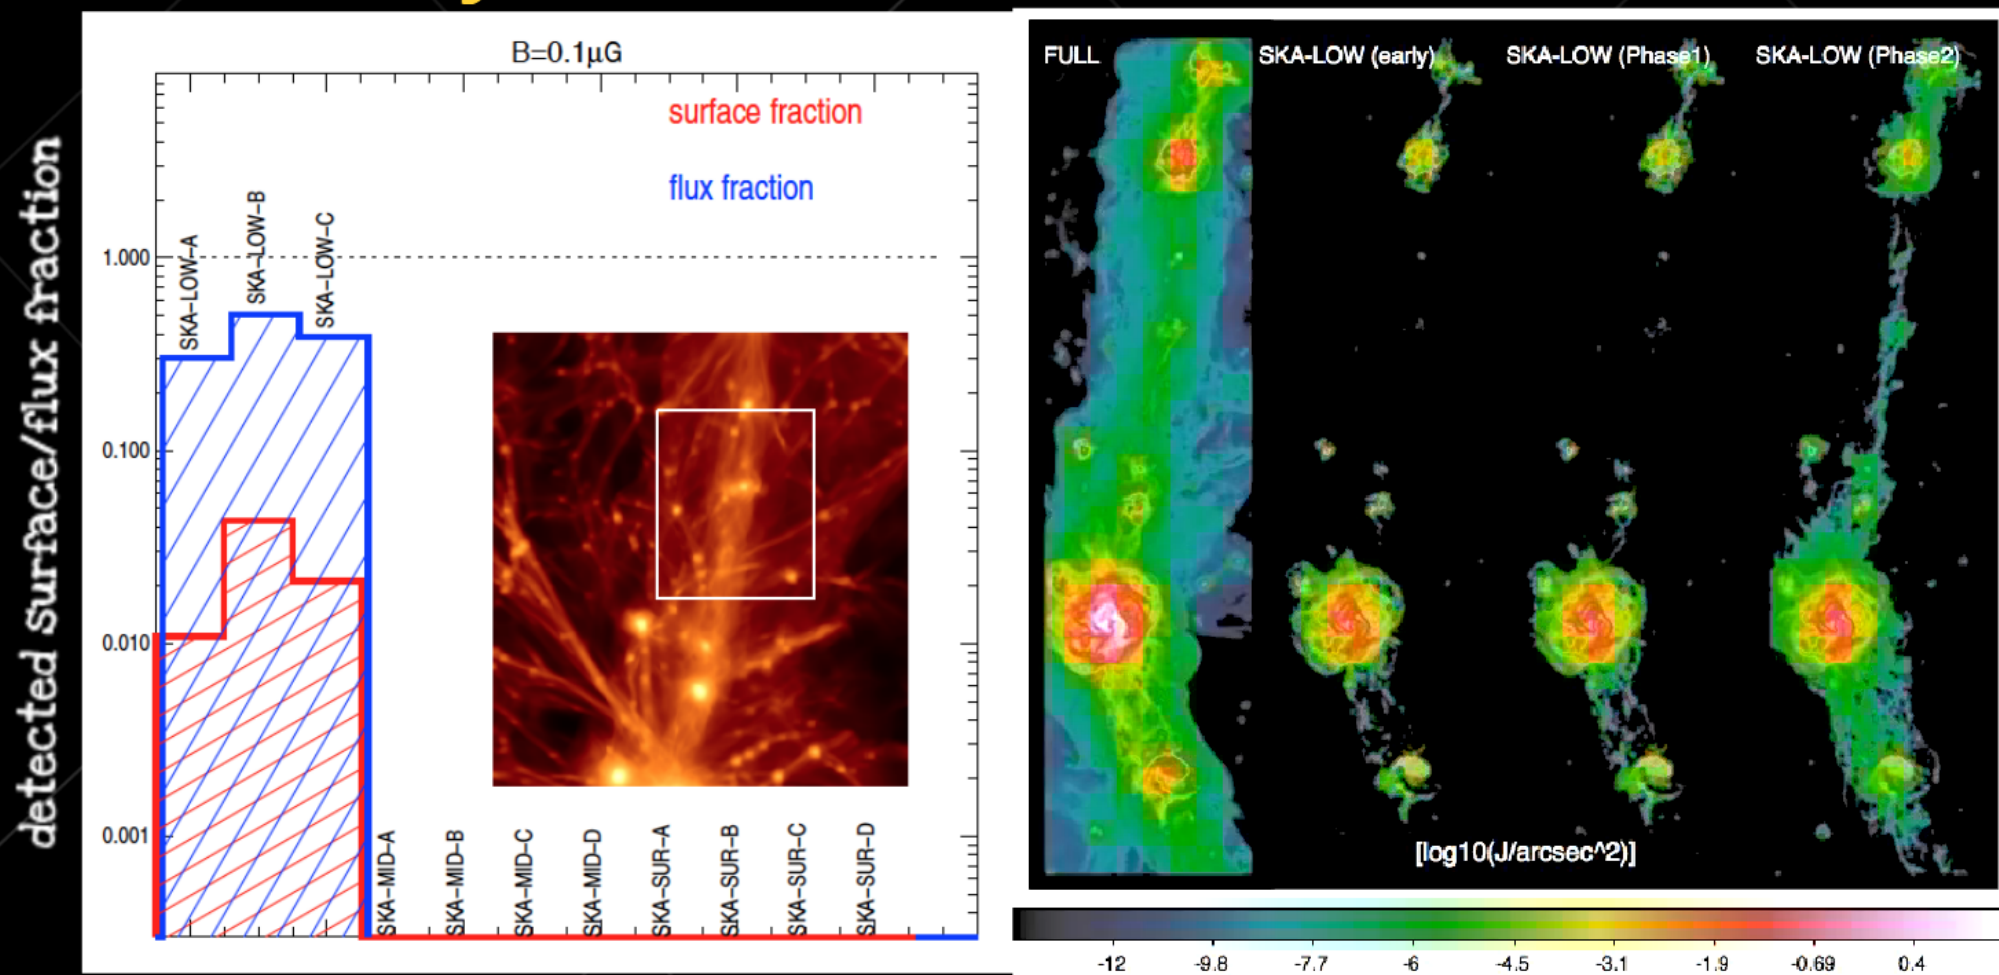 detected surface/flux fraction
B=0.1µG
surface fraction
flux fraction
1.000
0.100
0.010
0.001
SKA-LOW-A
SKA-LOW-B
SKA-LOW-C
SKA-MID-A
SKA-MID-B
SKA-MID-C
SKA-MID-D
SKA-SUR-A
SKA-SUR-B
SKA-SUR-C
SKA-SUR-D
FULL
SKA-LOW (early)
SKA-LOW (Phase1)
SKA-LOW (Phase2)
[log10(J/arcsec^2)]
-12 -9.8 -7.7 -6 -4.5 -3.1 -1.9 -0.69 0.4